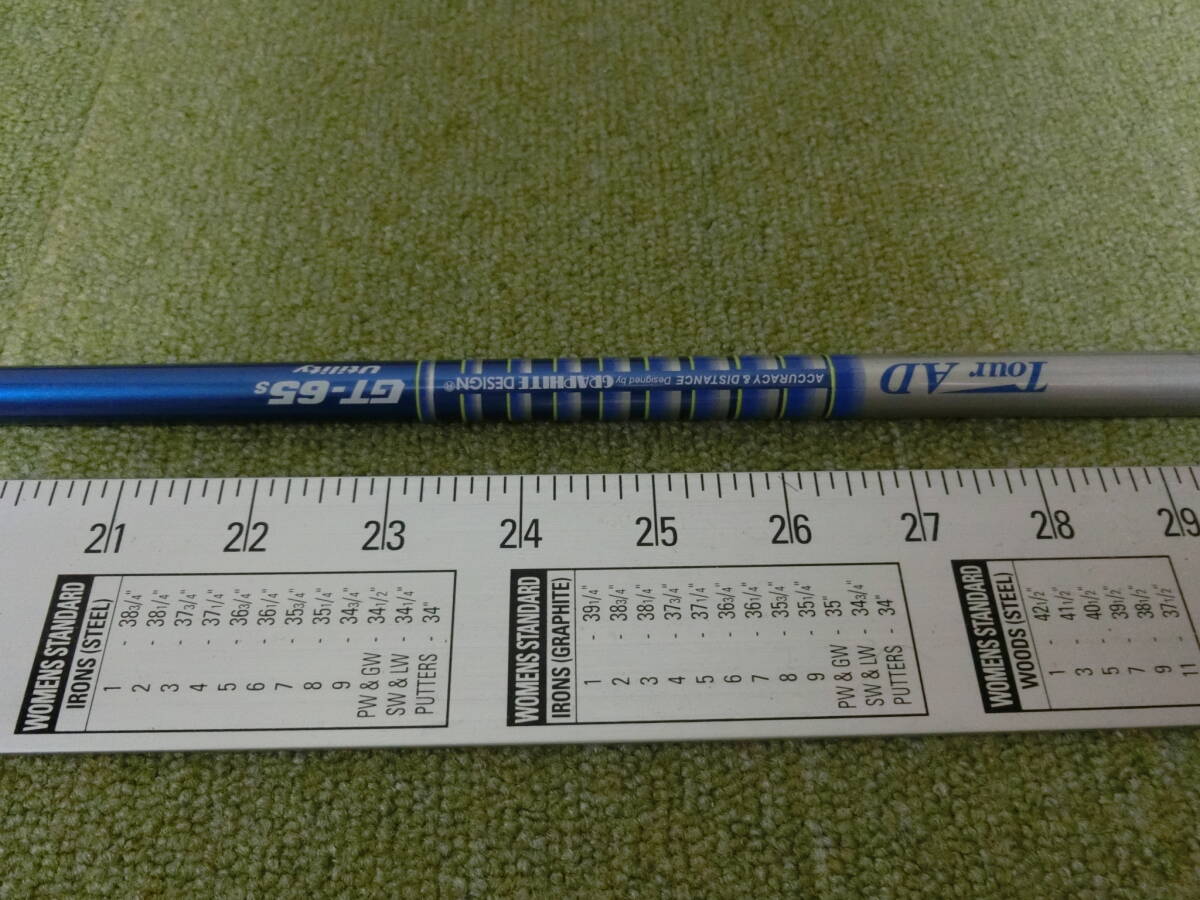 Tour AD
ACCURACY & DISTANCE Designed by GRAPHITE DESIGN®
GT-65s
Utility
21 22 23 24 25 26 27 28 29
WOMENS STANDARD
IRONS (STEEL)
1 - 38 3/4"
2 - 38 1/4"
3 - 37 3/4"
4 - 37 1/4"
5 - 36 3/4"
6 - 36 1/4"
7 - 35 3/4"
8 - 35 1/4"
9 - 34 3/4"
PW & GW - 34 1/2"
SW & LW - 34 1/4"
PUTTERS - 34"
WOMENS STANDARD
IRONS (GRAPHITE)
1 - 39 1/4"
2 - 38 3/4"
3 - 38 1/4"
4 - 37 3/4"
5 - 37 1/4"
6 - 36 3/4"
7 - 36 1/4"
8 - 35 3/4"
9 - 35 1/4"
PW & GW - 35"
SW & LW - 34 3/4"
PUTTERS - 34"
WOMENS STANDARD
WOODS (STEEL)
1 - 42 1/2"
3 - 41 1/2"
5 - 40 1/2"
7 - 39 1/2"
9 - 38 1/2"
11 - 37 1/2"